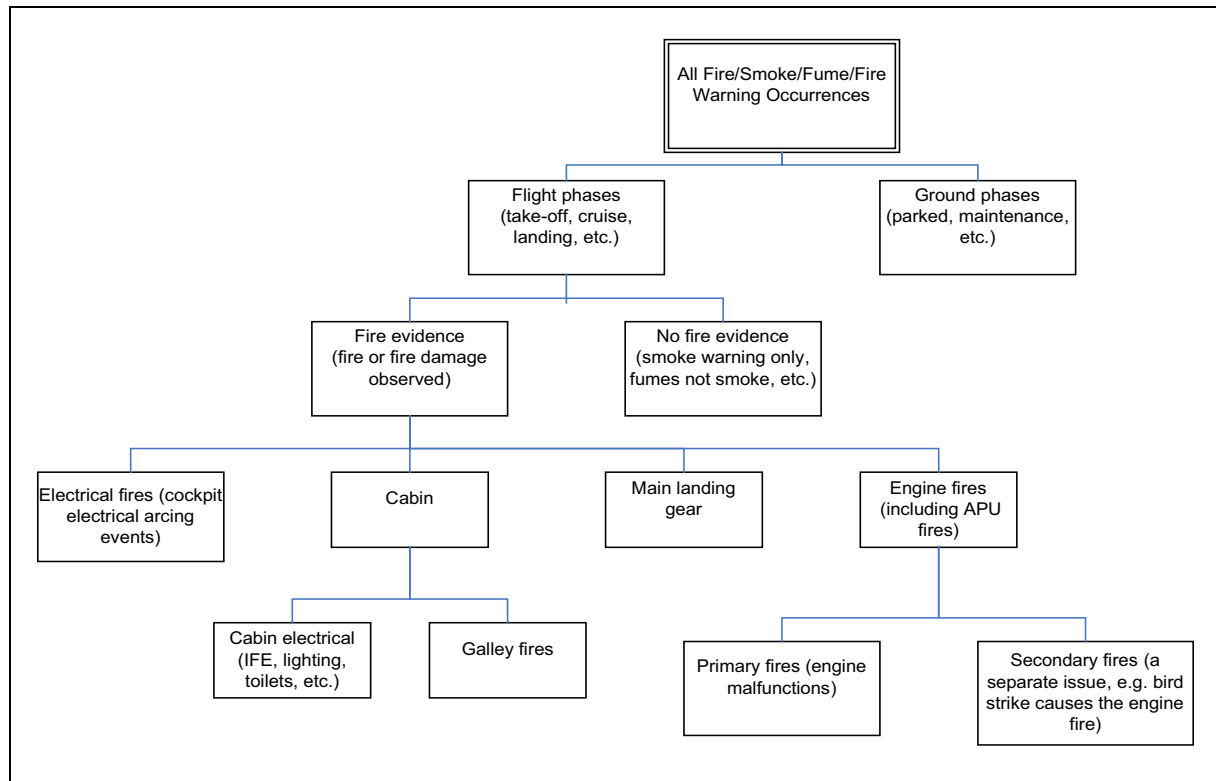 All Fire/Smoke/Fume/Fire
Warning Occurrences
Flight phases
(take-off, cruise,
landing, etc.)
Ground phases
(parked, maintenance,
etc.)
Fire evidence
(fire or fire damage
observed)
No fire evidence
(smoke warning only,
fumes not smoke, etc.)
Electrical fires (cockpit
electrical arcing
events)
Cabin
Main landing
gear
Engine fires
(including APU
fires)
Cabin electrical
(IFE, lighting,
toilets, etc.)
Galley fires
Primary fires (engine
malfunctions)
Secondary fires (a
separate issue, e.g. bird
strike causes the engine
fire)